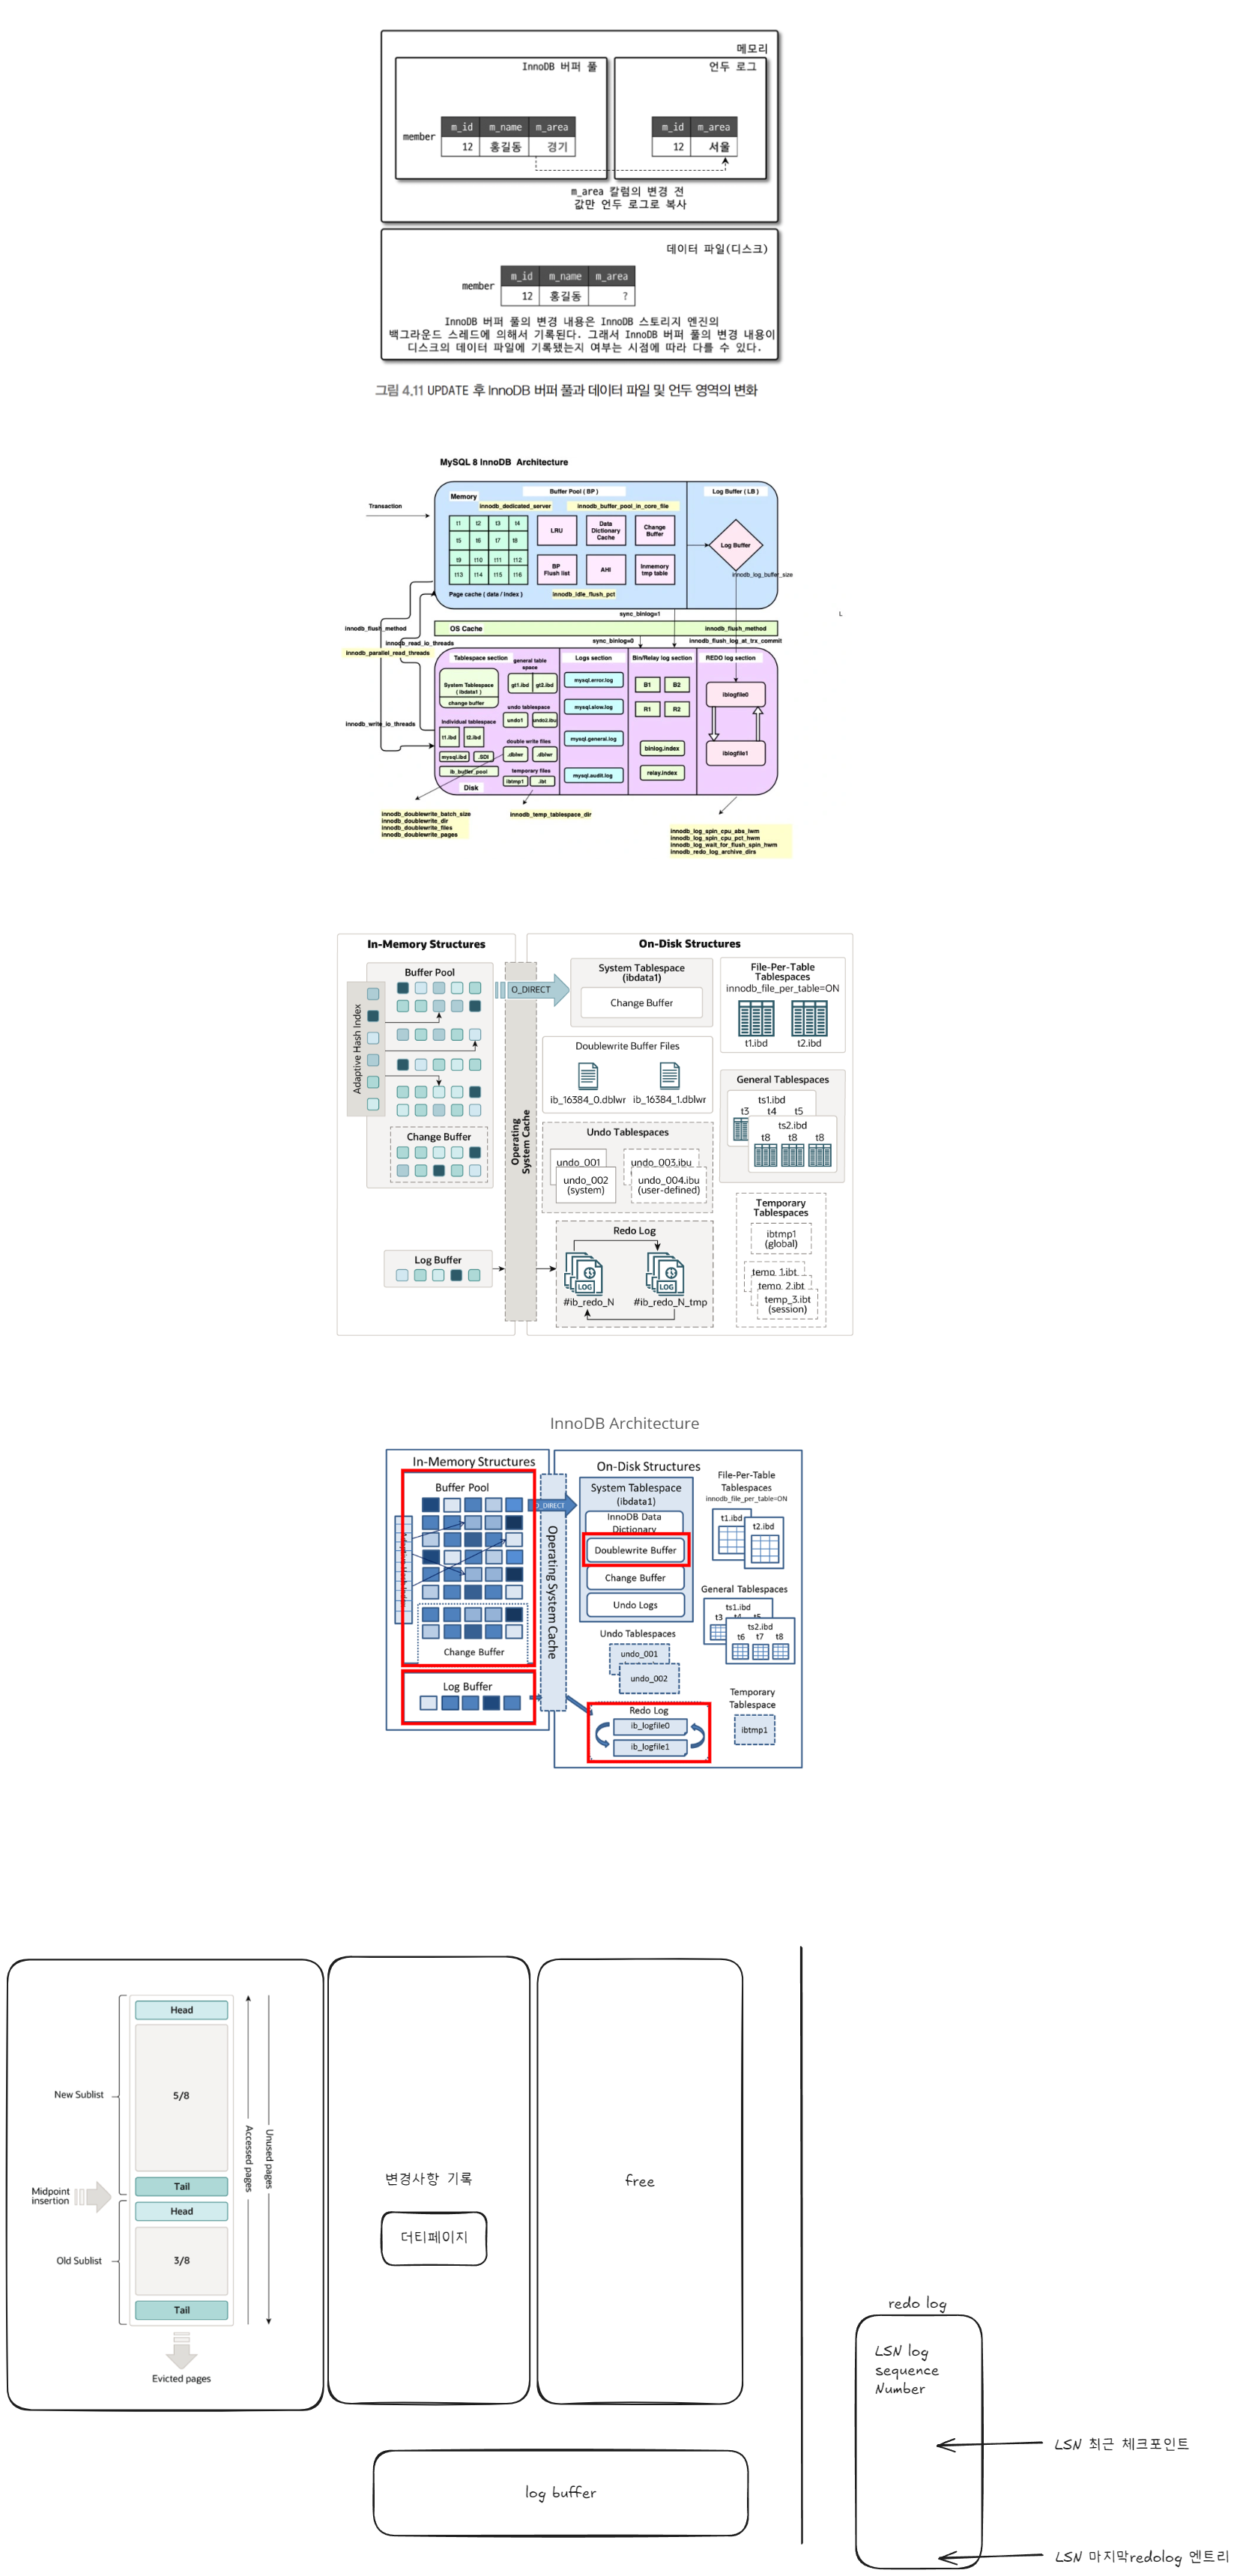 메모리
InnoDB 버퍼 풀
언두 로그
m_id m_name m_area
member
12 홍길동 경기
m_id m_area
12 서울
m_area 칼럼의 변경 전
값만 언두 로그로 복사
데이터 파일(디스크)
m_id m_name m_area
member
12 홍길동 ?
InnoDB 버퍼 풀의 변경 내용은 InnoDB 스토리지 엔진의
백그라운드 스레드에 의해서 기록된다. 그래서 InnoDB 버퍼 풀의 변경 내용이
디스크의 데이터 파일에 기록됐는지 여부는 시점에 따라 다를 수 있다.
그림 4.11 UPDATE 후 InnoDB 버퍼 풀과 데이터 파일 및 언두 영역의 변화
MySQL 8 InnoDB Architecture
Buffer Pool ( BP )
Log Buffer ( LB )
Memory
Transaction
innodb_dedicated_server
innodb_buffer_pool_in_core_file
t1 t2 t3 t4
t5 t6 t7 t8
t9 t10 t11 t12
t13 t14 t15 t16
LRU
Data
Dictionary
Cache
Change
Buffer
BP
Flush list
AHI
Inmemory
tmp table
Log Buffer
innodb_log_buffer_size
Page cache ( data / Index )
innodb_idle_flush_pct
sync_binlog=1
L
innodb_flush_method
OS Cache
innodb_flush_method
innodb_read_io_threads
sync_binlog=0
innodb_flush_log_at_trx_commit
innodb_parallel_read_threads
Tablespace section
general table
space
Logs section
Bin/Relay log section
REDO log section
System Tablespace
( ibdata1 )
change buffer
gt1.ibd gt2.ibd
undo tablespace
undo1 undo2.ibu
Individual tablespace
t1.ibd t2.ibd
double write files
.dblwr .dblwr
mysql.ibd .SDI
ib_buffer_pool
temporary files
ibtmp1 .ibt
Disk
mysql.error.log
mysql.slow.log
mysql.general.log
mysql.audit.log
B1 B2
R1 R2
binlog.index
relay.index
iblogfile0
iblogfile1
innodb_write_io_threads
innodb_doublewrite_batch_size
innodb_doublewrite_dir
innodb_doublewrite_files
innodb_doublewrite_pages
innodb_temp_tablespace_dir
innodb_log_spin_cpu_abs_lwm
innodb_log_spin_cpu_pct_hwm
innodb_log_wait_for_flush_spin_hwm
innodb_redo_log_archive_dirs
In-Memory Structures
On-Disk Structures
Buffer Pool
Adaptive Hash Index
Change Buffer
Log Buffer
O_DIRECT
Operating
System Cache
System Tablespace
(ibdata1)
Change Buffer
Doublewrite Buffer Files
ib_16384_0.dblwr ib_16384_1.dblwr
Undo Tablespaces
undo_001
undo_002
(system)
undo_003.ibu
undo_004.ibu
(user-defined)
Redo Log
LOG LOG
#ib_redo_N #ib_redo_N_tmp
File-Per-Table
Tablespaces
innodb_file_per_table=ON
t1.ibd t2.ibd
General Tablespaces
ts1.ibd
t3 t4 t5
ts2.ibd
t8 t8 t8
Temporary
Tablespaces
ibtmp1
(global)
temp_1.ibt
temp_2.ibt
temp_3.ibt
(session)
InnoDB Architecture
In-Memory Structures
On-Disk Structures
Buffer Pool
Change Buffer
Log Buffer
O_DIRECT
Operating System Cache
System Tablespace
(ibdata1)
InnoDB Data
Dictionary
Doublewrite Buffer
Change Buffer
Undo Logs
Undo Tablespaces
undo_001
undo_002
Redo Log
ib_logfile0
ib_logfile1
File-Per-Table
Tablespaces
innodb_file_per_table=ON
t1.ibd
t2.ibd
General Tablespaces
ts1.ibd
t3 t4 t5
ts2.ibd
t6 t7 t8
Temporary
Tablespace
ibtmp1
Head
New Sublist
5/8
Tail
Midpoint
insertion
Head
Old Sublist
3/8
Tail
Accessed pages
Unused pages
Evicted pages
변경사항 기록
더티페이지
free
log buffer
redo log
LSN log
sequence
Number
LSN 최근 체크포인트
LSN 마지막redolog 엔트리